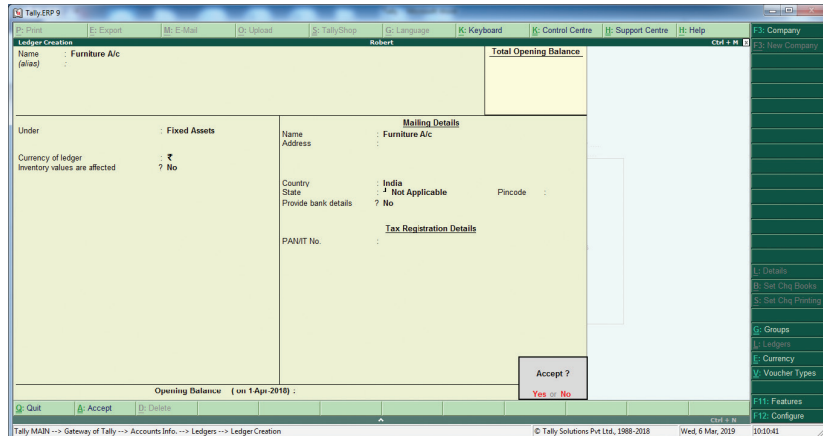 Tally.ERP 9
P: Print E: Export M: E-Mail O: Upload S: TallyShop G: Language K: Keyboard K: Control Centre H: Support Centre H: Help F3: Company
Ledger Creation Robert Ctrl + M F3: New Company
Name : Furniture A/c Total Opening Balance
(alias) :
Mailing Details
Under : Fixed Assets
Name : Furniture A/c
Address :
Currency of ledger : ₹
Inventory values are affected ? No
Country : India
State : ┘ Not Applicable Pincode :
Provide bank details ? No
Tax Registration Details
PAN/IT No. :
L: Details
B: Set Chq Books
S: Set Chq Printing
G: Groups
L: Ledgers
E: Currency
V: Voucher Types
Accept ?
Yes or No
Opening Balance ( on 1-Apr-2018) :
F11: Features
Q: Quit A: Accept D: Delete
Ctrl + N F12: Configure
Tally MAIN --> Gateway of Tally --> Accounts Info. --> Ledgers --> Ledger Creation © Tally Solutions Pvt Ltd., 1988-2018 Wed, 6 Mar, 2019 10:10:41